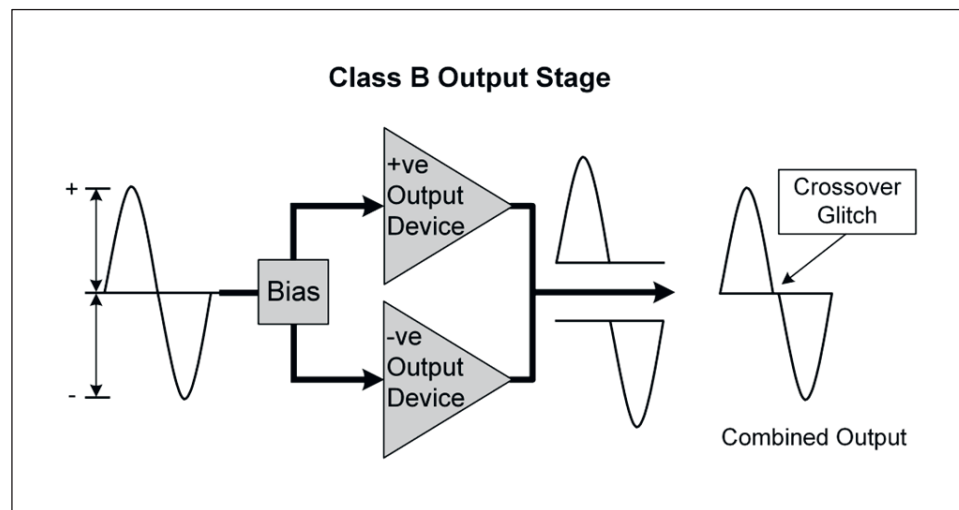 Class B Output Stage
+
-
Bias
+ve
Output
Device
-ve
Output
Device
Crossover
Glitch
Combined Output